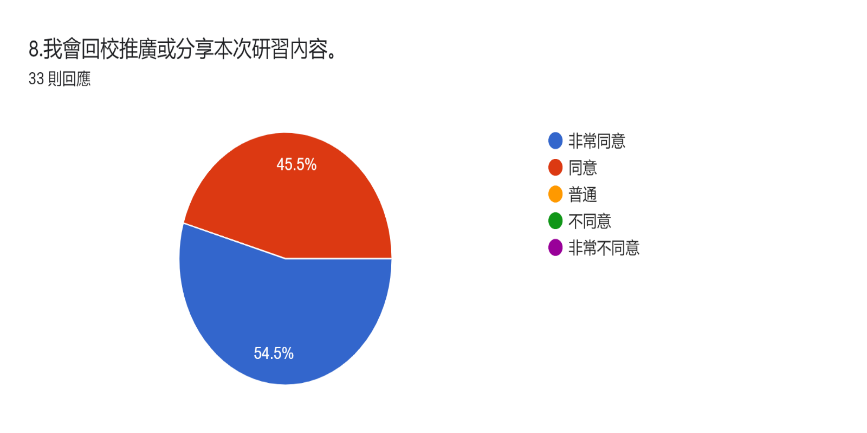 8.我會回校推廣或分享本次研習內容。
33 則回應
45.5%
54.5%
非常同意
同意
普通
不同意
非常不同意